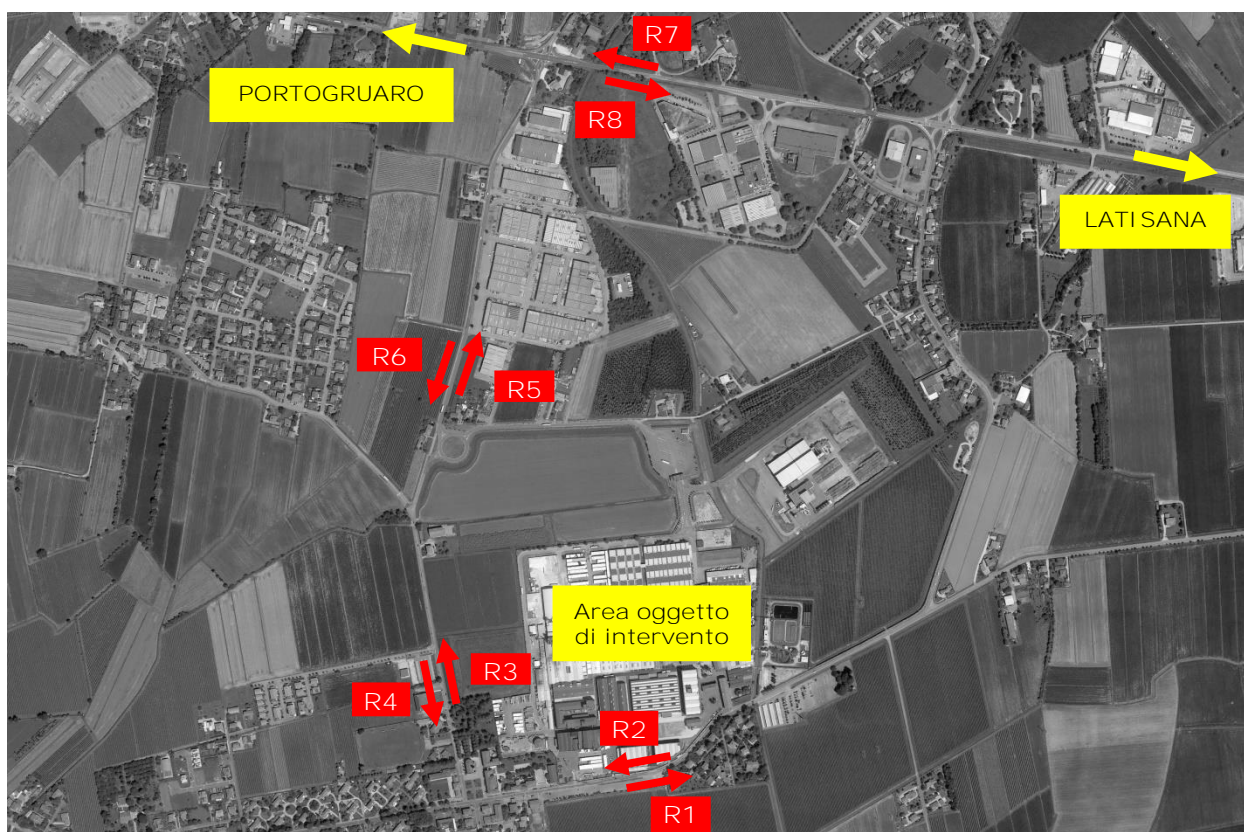 R7
PORTOGRUARO
R8
LATISANA
R6
R5
Area oggetto
di intervento
R3
R4
R2
R1